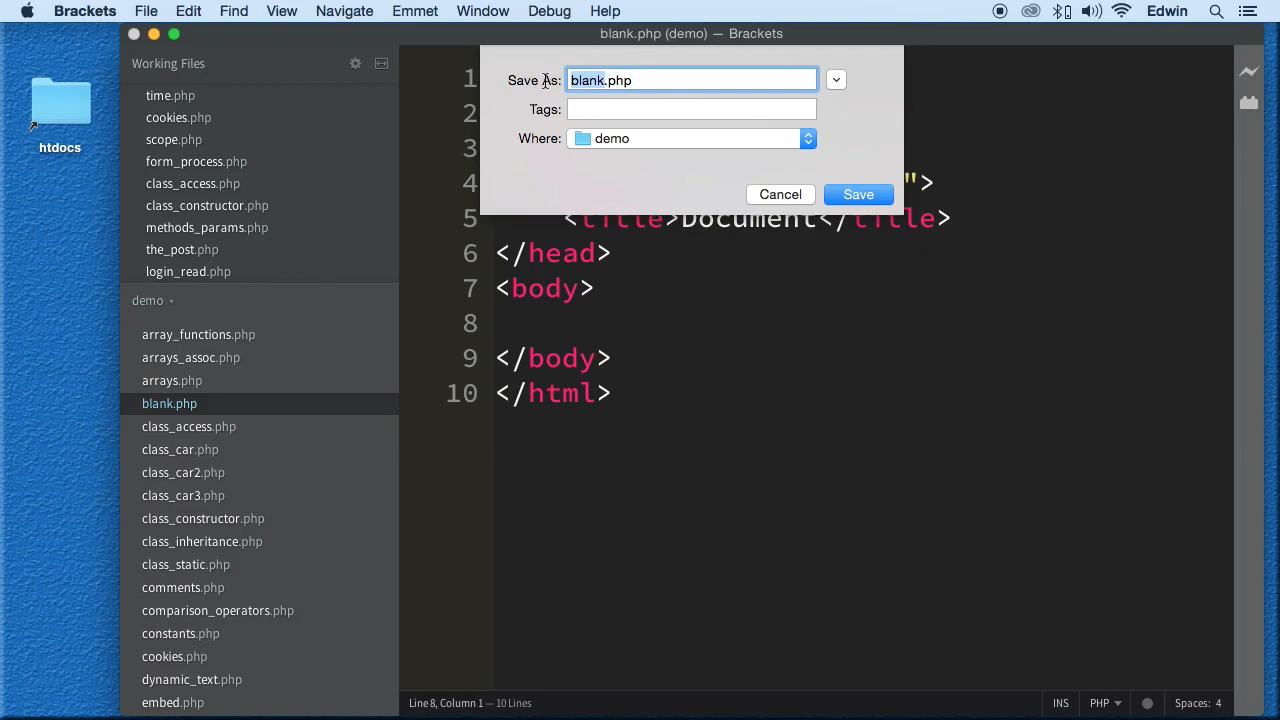 Brackets File Edit Find View Navigate Emmet Window Debug Help Edwin
blank.php (demo) — Brackets
htdocs
Working Files
time.php
cookies.php
scope.php
form_process.php
class_access.php
class_constructor.php
methods_params.php
the_post.php
login_read.php
demo
array_functions.php
arrays_assoc.php
arrays.php
blank.php
class_access.php
class_car.php
class_car2.php
class_car3.php
class_constructor.php
class_inheritance.php
class_static.php
comments.php
comparison_operators.php
constants.php
cookies.php
dynamic_text.php
embed.php
Save As: blank.php
Tags:
Where: demo
Cancel Save
1
2
3
4 ">
5 <title>Document</title>
6 </head>
7 <body>
8
9 </body>
10 </html>
Line 8, Column 1 — 10 Lines
INS PHP Spaces: 4